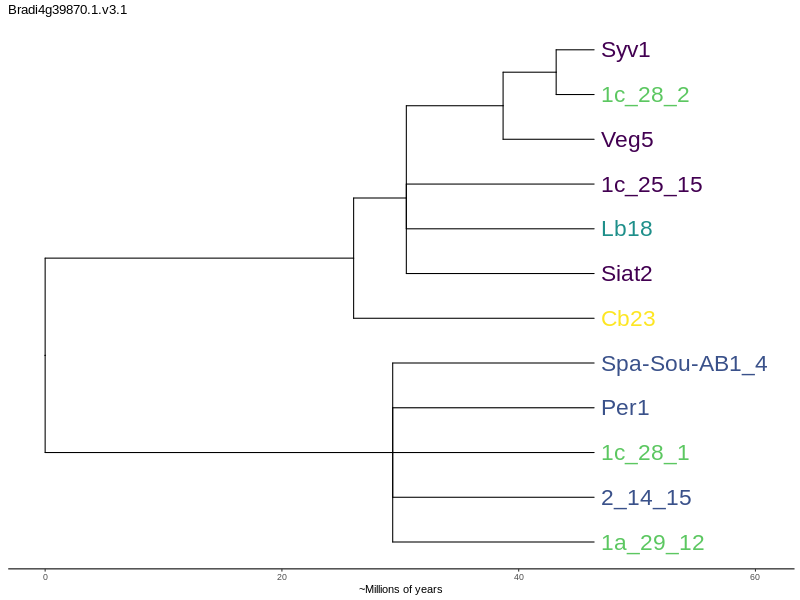 Bradi4g39870.1.v3.1
Syv1
1c_28_2
Veg5
1c_25_15
Lb18
Siat2
Cb23
Spa-Sou-AB1_4
Per1
1c_28_1
2_14_15
1a_29_12
0 20 40 60
~Millions of years